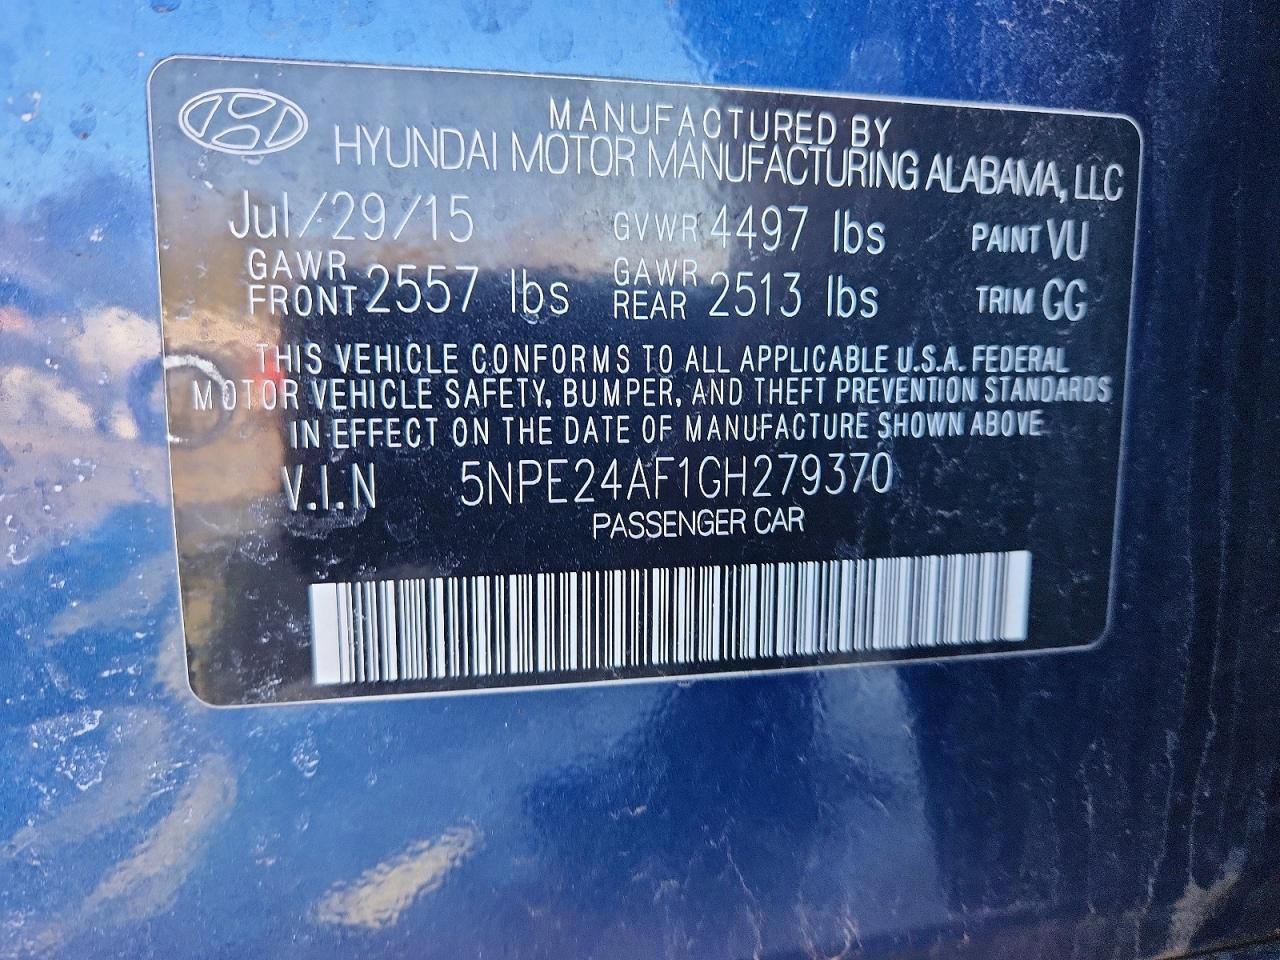 MANUFACTURED BY
HYUNDAI MOTOR MANUFACTURING ALABAMA, LLC
Jul/29/15 GVWR 4497 lbs PAINT VU
GAWR FRONT 2557 lbs GAWR REAR 2513 lbs TRIM GG
THIS VEHICLE CONFORMS TO ALL APPLICABLE U.S.A. FEDERAL
MOTOR VEHICLE SAFETY, BUMPER, AND THEFT PREVENTION STANDARDS
IN EFFECT ON THE DATE OF MANUFACTURE SHOWN ABOVE
V.I.N 5NPE24AF1GH279370
PASSENGER CAR